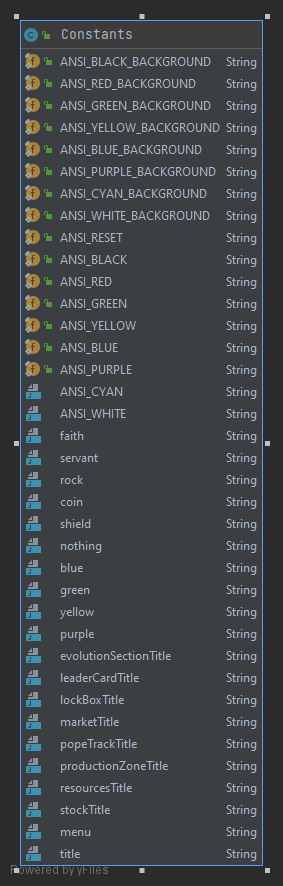 Constants
ANSI_BLACK_BACKGROUND String
ANSI_RED_BACKGROUND String
ANSI_GREEN_BACKGROUND String
ANSI_YELLOW_BACKGROUND String
ANSI_BLUE_BACKGROUND String
ANSI_PURPLE_BACKGROUND String
ANSI_CYAN_BACKGROUND String
ANSI_WHITE_BACKGROUND String
ANSI_RESET String
ANSI_BLACK String
ANSI_RED String
ANSI_GREEN String
ANSI_YELLOW String
ANSI_BLUE String
ANSI_PURPLE String
ANSI_CYAN String
ANSI_WHITE String
faith String
servant String
rock String
coin String
shield String
nothing String
blue String
green String
yellow String
purple String
evolutionSectionTitle String
leaderCardTitle String
lockBoxTitle String
marketTitle String
popeTrackTitle String
productionZoneTitle String
resourcesTitle String
stockTitle String
menu String
title String
Powered by yFiles